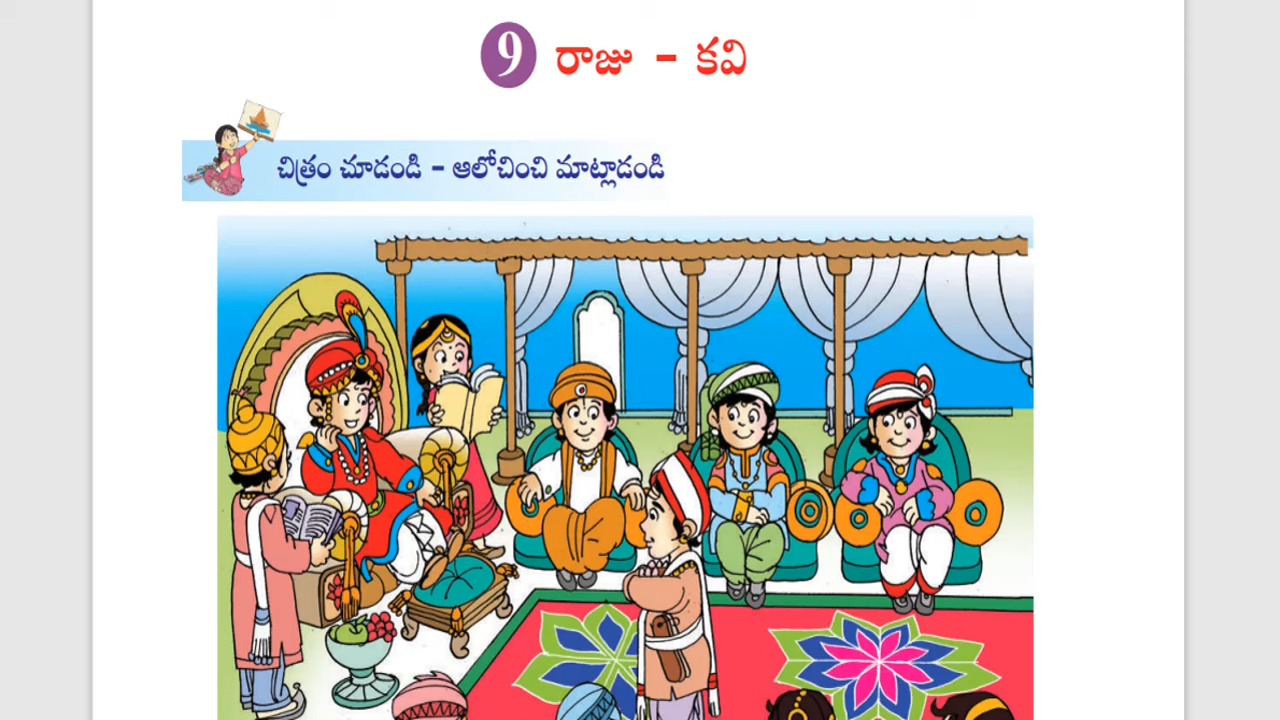 9 రాజు - కవి
చిత్రం చూడండి - ఆలోచించి మాట్లాడండి